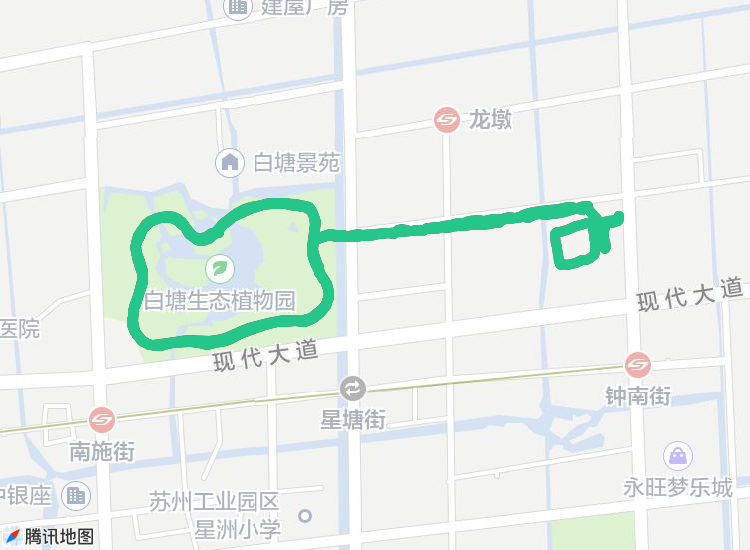 建屋厂房
龙墩
白塘景苑
白塘生态植物园
现代大道
医院
现代大道
星塘街
钟南街
南施街
永旺梦乐城
中银座
苏州工业园区
星洲小学
腾讯地图